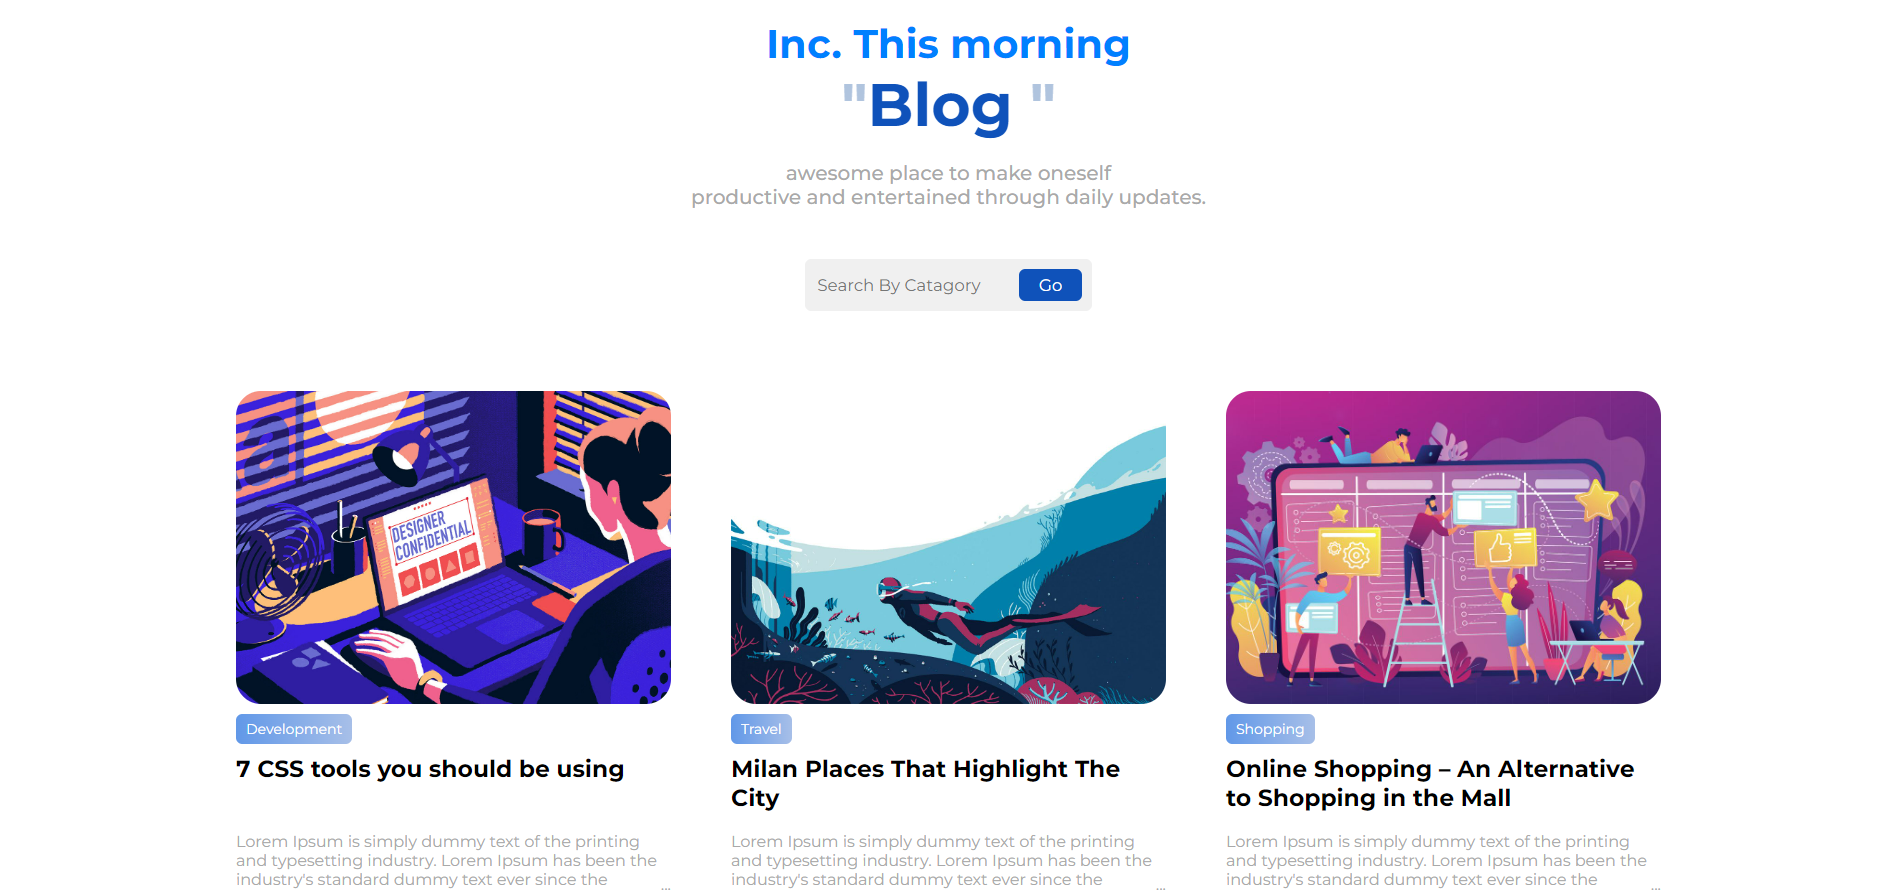 Inc. This morning
"Blog "
awesome place to make oneself
productive and entertained through daily updates.
Search By Catagory
Go
DESIGNER
CONFIDENTIAL
Development
7 CSS tools you should be using
Lorem Ipsum is simply dummy text of the printing
and typesetting industry. Lorem Ipsum has been the
industry's standard dummy text ever since the
...
Travel
Milan Places That Highlight The
City
Lorem Ipsum is simply dummy text of the printing
and typesetting industry. Lorem Ipsum has been the
industry's standard dummy text ever since the
...
Shopping
Online Shopping – An Alternative
to Shopping in the Mall
Lorem Ipsum is simply dummy text of the printing
and typesetting industry. Lorem Ipsum has been the
industry's standard dummy text ever since the
...